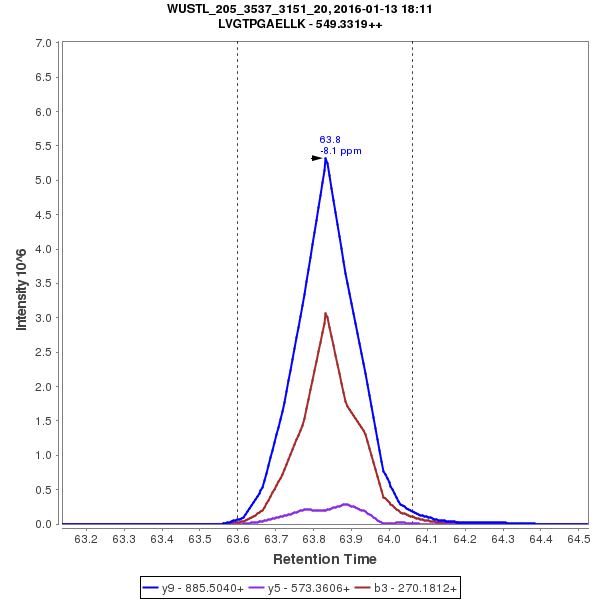 WUSTL_205_3537_3151_20, 2016-01-13 18:11
LVGTPGAELLK - 549.3319++
7.0
6.5
6.0
5.5
5.0
4.5
4.0
3.5
3.0
2.5
2.0
1.5
1.0
0.5
0.0
Intensity 10^6
63.8
-8.1 ppm
63.2 63.3 63.4 63.5 63.6 63.7 63.8 63.9 64.0 64.1 64.2 64.3 64.4 64.5
Retention Time
y9 - 885.5040+ y5 - 573.3606+ b3 - 270.1812+